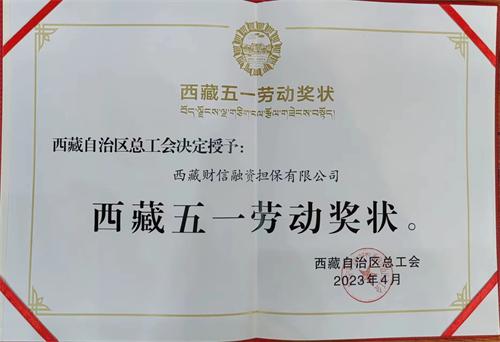 西藏五一劳动奖状
西藏自治区总工会决定授予：
西藏财信融资担保有限公司
西藏五一劳动奖状。
西藏自治区总工会
2023年4月